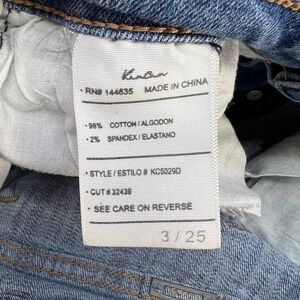 KanCan
• RN# 144635 MADE IN CHINA
• 98% COTTON / ALGODON
• 2% SPANDEX / ELASTANO
• STYLE / ESTILO # KC5029D
• CUT # 32439
• SEE CARE ON REVERSE
3 / 25